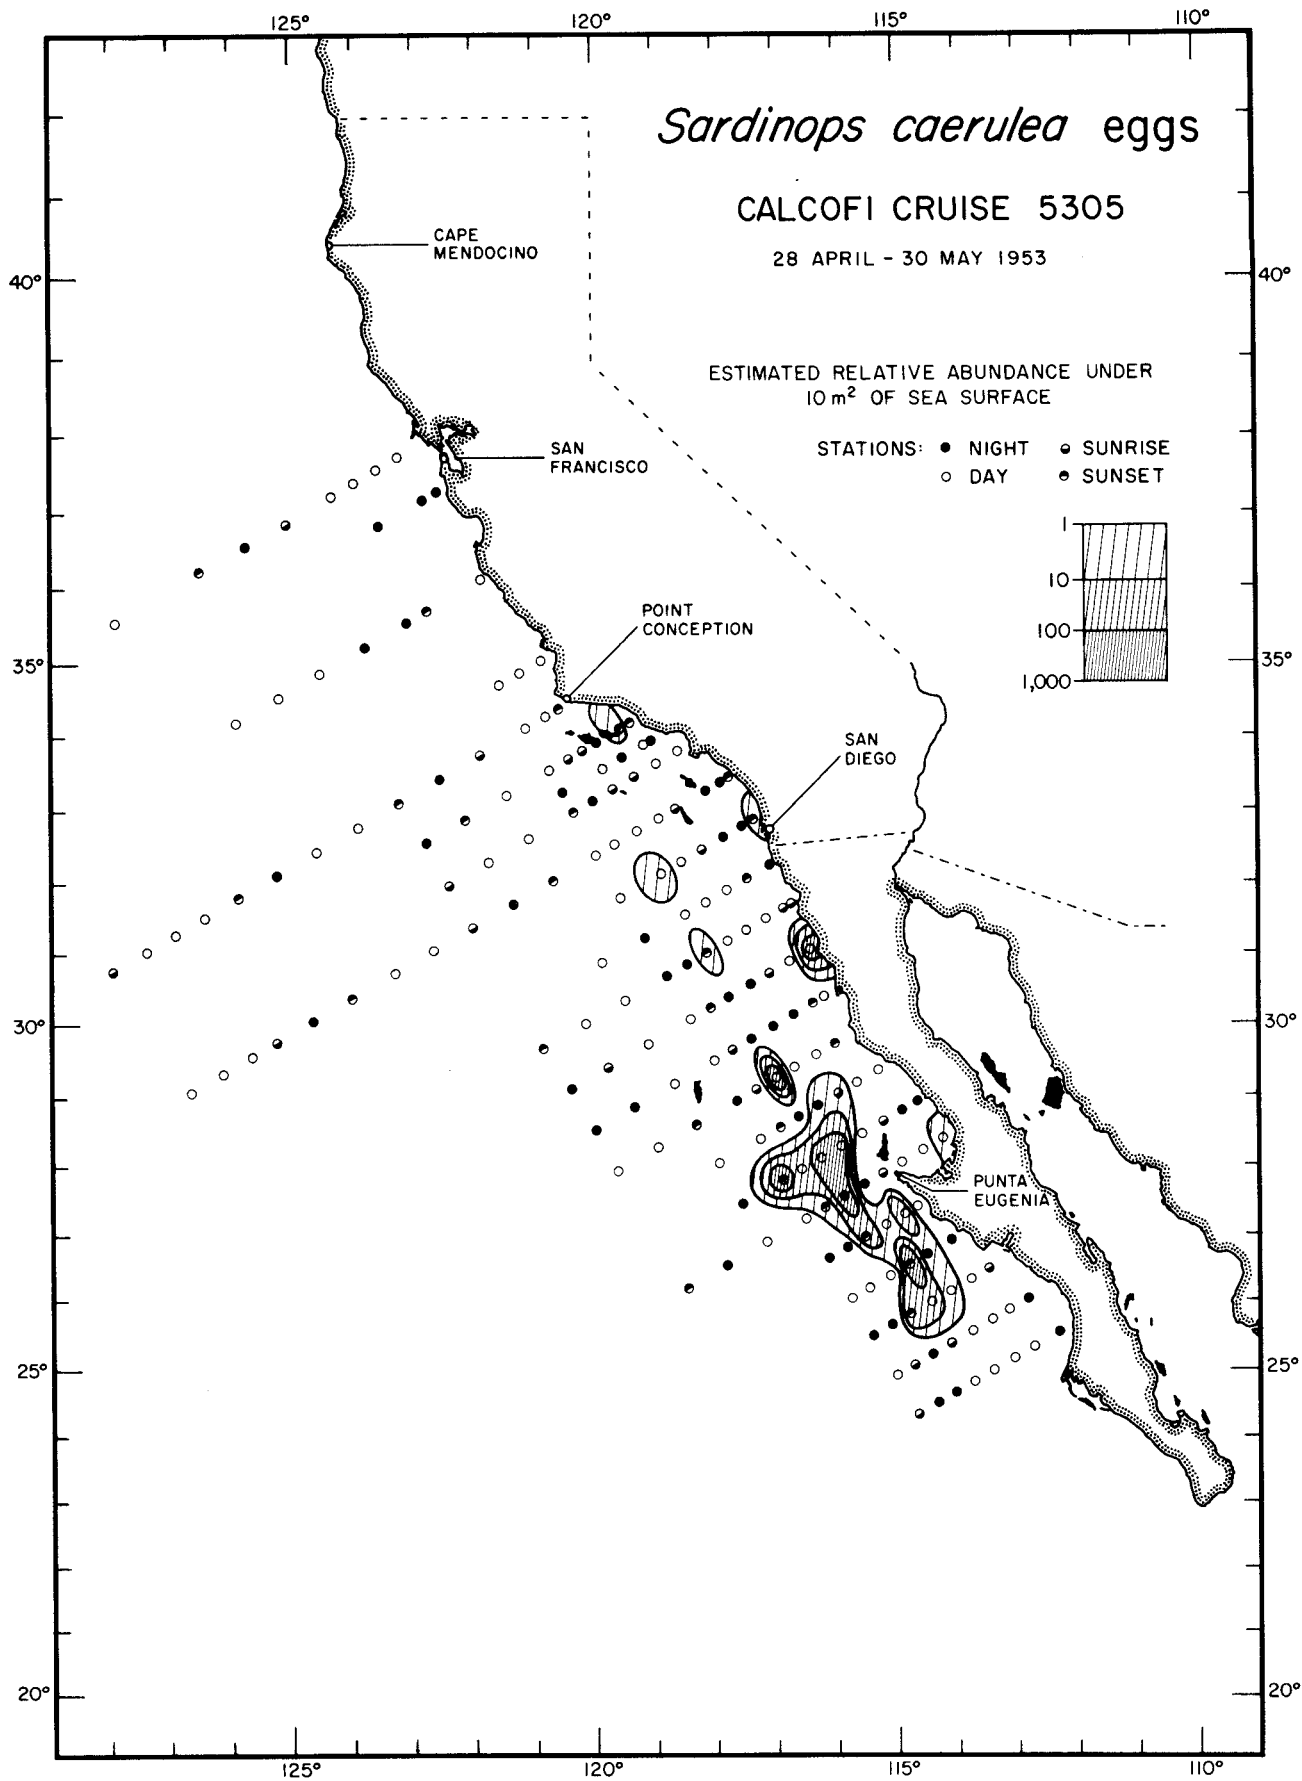 125° 120° 115° 110°
Sardinops caerulea eggs
CALCOFI CRUISE 5305
28 APRIL - 30 MAY 1953
CAPE
MENDOCINO
40° 40°
ESTIMATED RELATIVE ABUNDANCE UNDER
10 m² OF SEA SURFACE
STATIONS: ● NIGHT SUNRISE
○ DAY SUNSET
SAN
FRANCISCO
1
10
100
1,000
POINT
CONCEPTION
35° 35°
SAN
DIEGO
30° 30°
PUNTA
EUGENIA
25° 25°
20° 20°
125° 120° 115° 110°